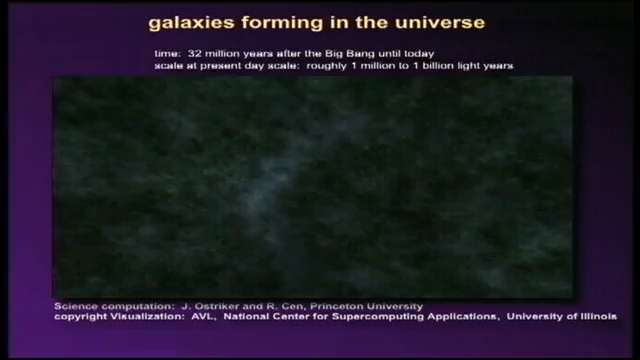 galaxies forming in the universe
time: 32 million years after the Big Bang until today
scale at present day scale: roughly 1 million to 1 billion light years
Science computation: J. Ostriker and R. Cen, Princeton University
copyright Visualization: AVL, National Center for Supercomputing Applications, University of Illinois